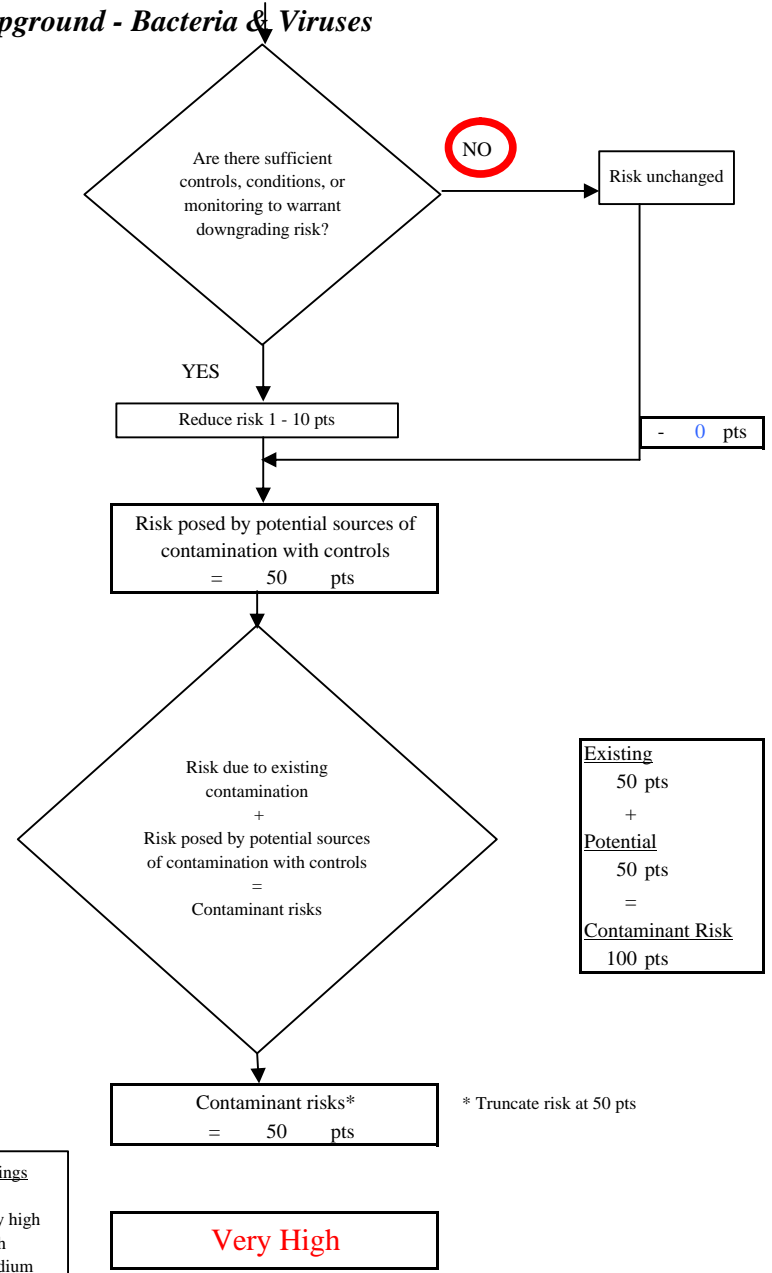 - Bacteria & Viruses
Are there sufficient
controls, conditions, or
monitoring to warrant
downgrading risk?
NO
Risk unchanged
YES
Reduce risk 1 - 10 pts
- 0 pts
Risk posed by potential sources of
contamination with controls
= 50 pts
Risk due to existing
contamination
+
Risk posed by potential sources
of contamination with controls
=
Contaminant risks
Existing
50 pts
+
Potential
50 pts
=
Contaminant Risk
100 pts
Contaminant risks*
= 50 pts
* Truncate risk at 50 pts
high
Very High